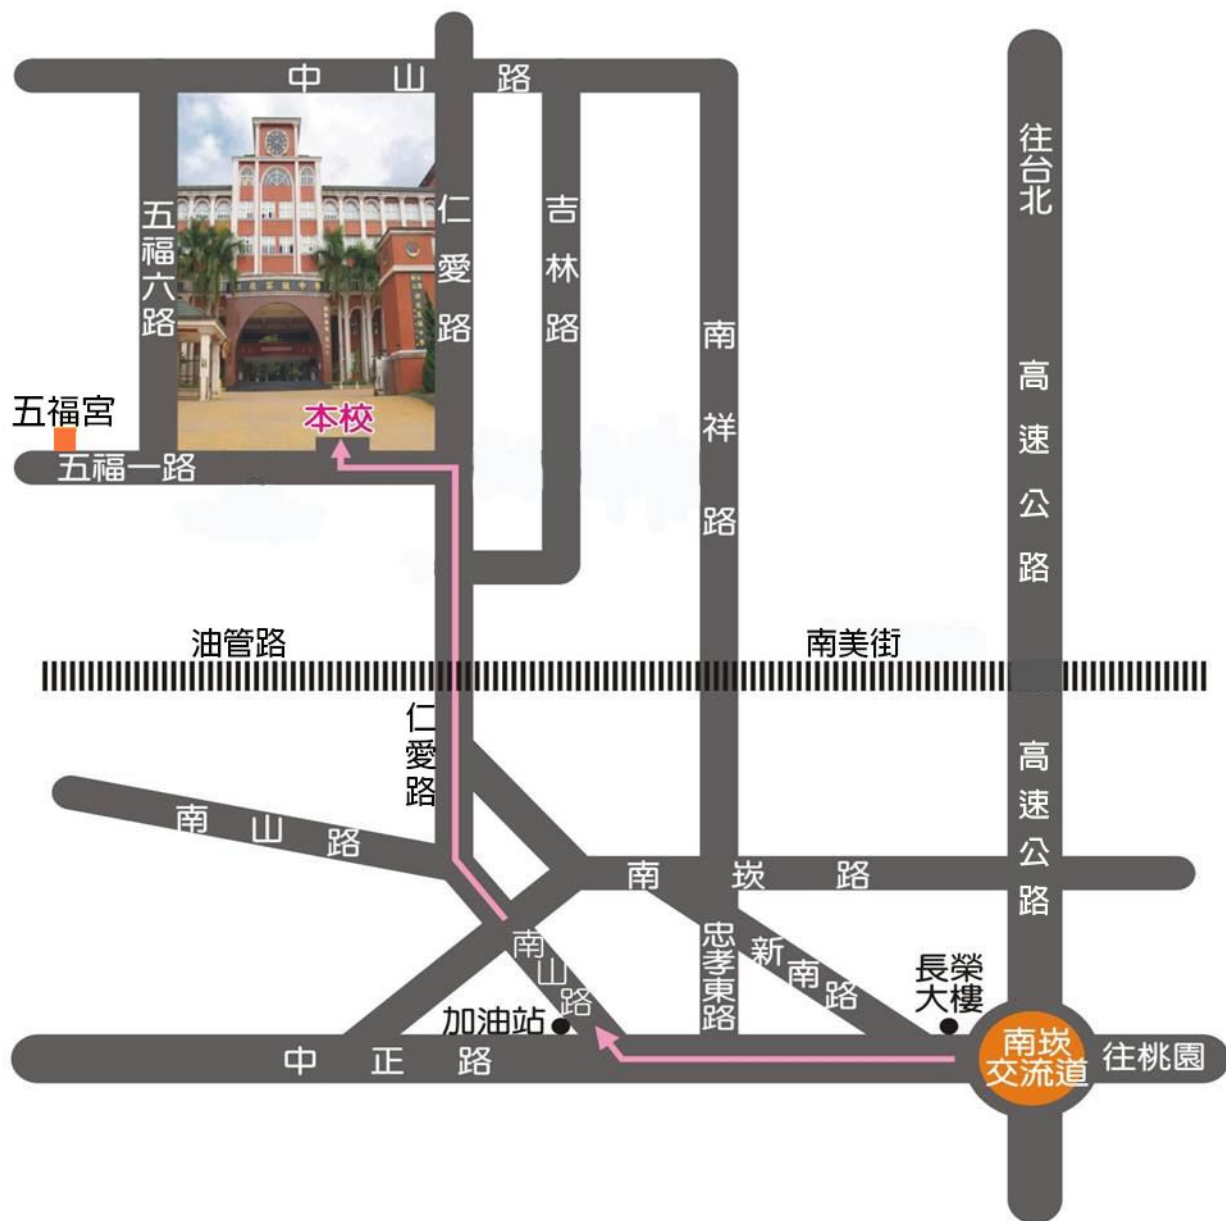 中山路
往台北
五福六路
仁愛路
吉林路
南祥路
高速公路
五福宮
本校
五福一路
油管路
南美街
仁愛路
高速公路
南山路
南崁路
南山路
忠孝東路
新南路
長榮
大樓
加油站
中正路
南崁
交流道
往桃園